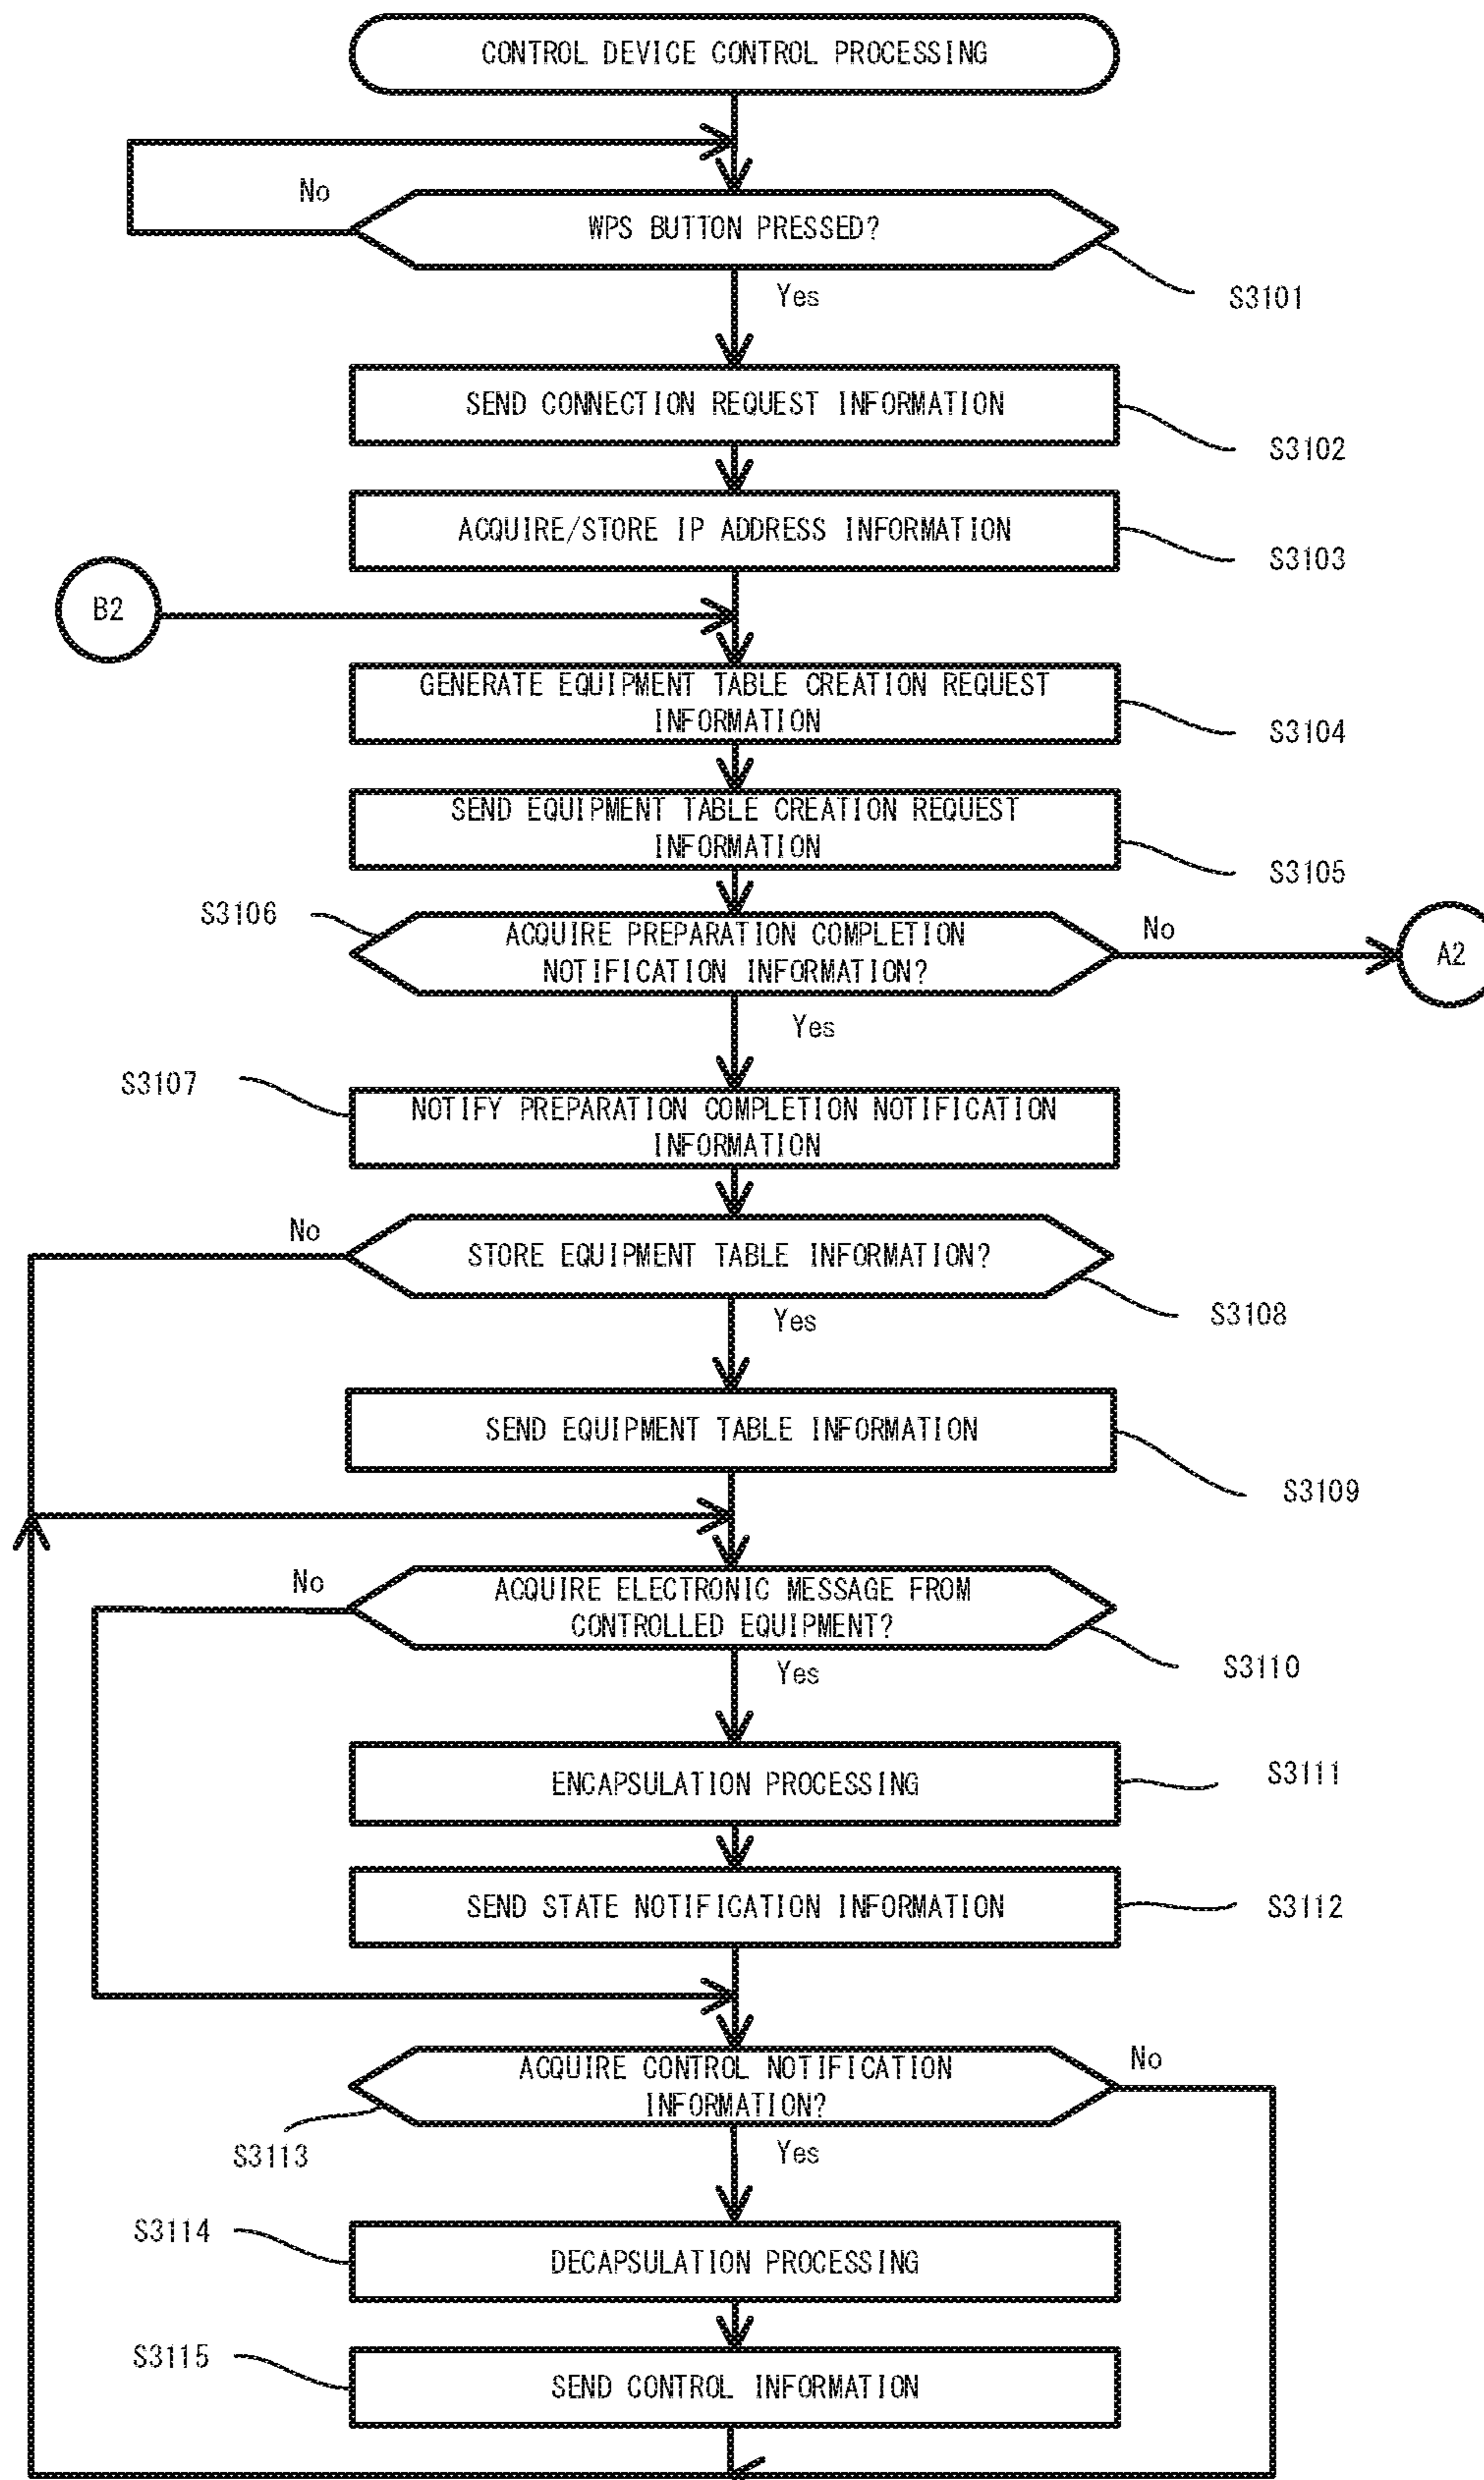 CONTROL DEVICE CONTROL PROCESSING
No
WPS BUTTON PRESSED?
Yes
S3101
SEND CONNECTION REQUEST INFORMATION
S3102
ACQUIRE/STORE IP ADDRESS INFORMATION
S3103
B2
GENERATE EQUIPMENT TABLE CREATION REQUEST
INFORMATION
S3104
SEND EQUIPMENT TABLE CREATION REQUEST
INFORMATION
S3105
S3106
ACQUIRE PREPARATION COMPLETION
NOTIFICATION INFORMATION?
No
A2
Yes
S3107
NOTIFY PREPARATION COMPLETION NOTIFICATION
INFORMATION
No
STORE EQUIPMENT TABLE INFORMATION?
S3108
Yes
SEND EQUIPMENT TABLE INFORMATION
S3109
No
ACQUIRE ELECTRONIC MESSAGE FROM
CONTROLLED EQUIPMENT?
S3110
Yes
ENCAPSULATION PROCESSING
S3111
SEND STATE NOTIFICATION INFORMATION
S3112
ACQUIRE CONTROL NOTIFICATION
INFORMATION?
No
S3113
Yes
S3114
DECAPSULATION PROCESSING
S3115
SEND CONTROL INFORMATION